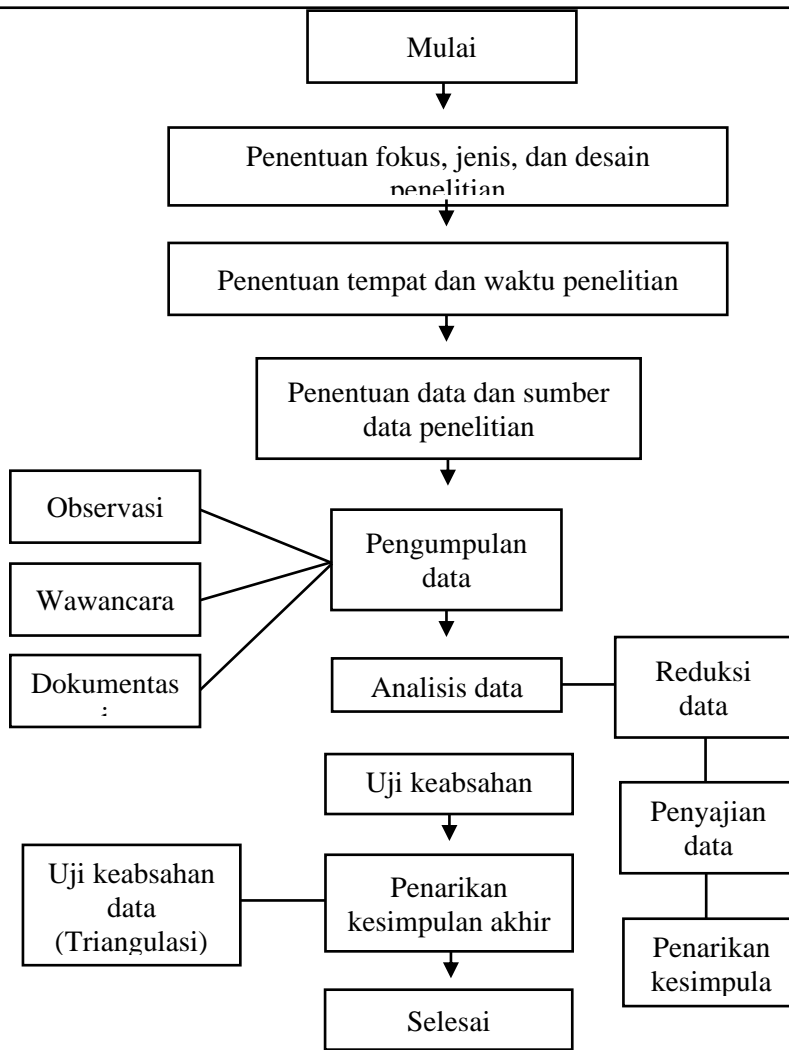 Mulai
Penentuan fokus, jenis, dan desain
penelitian
Penentuan tempat dan waktu penelitian
Penentuan data dan sumber
data penelitian
Observasi
Wawancara
Dokumentas
i
Pengumpulan
data
Analisis data
Reduksi
data
Penyajian
data
Penarikan
kesimpula
Uji keabsahan
Uji keabsahan
data
(Triangulasi)
Penarikan
kesimpulan akhir
Selesai